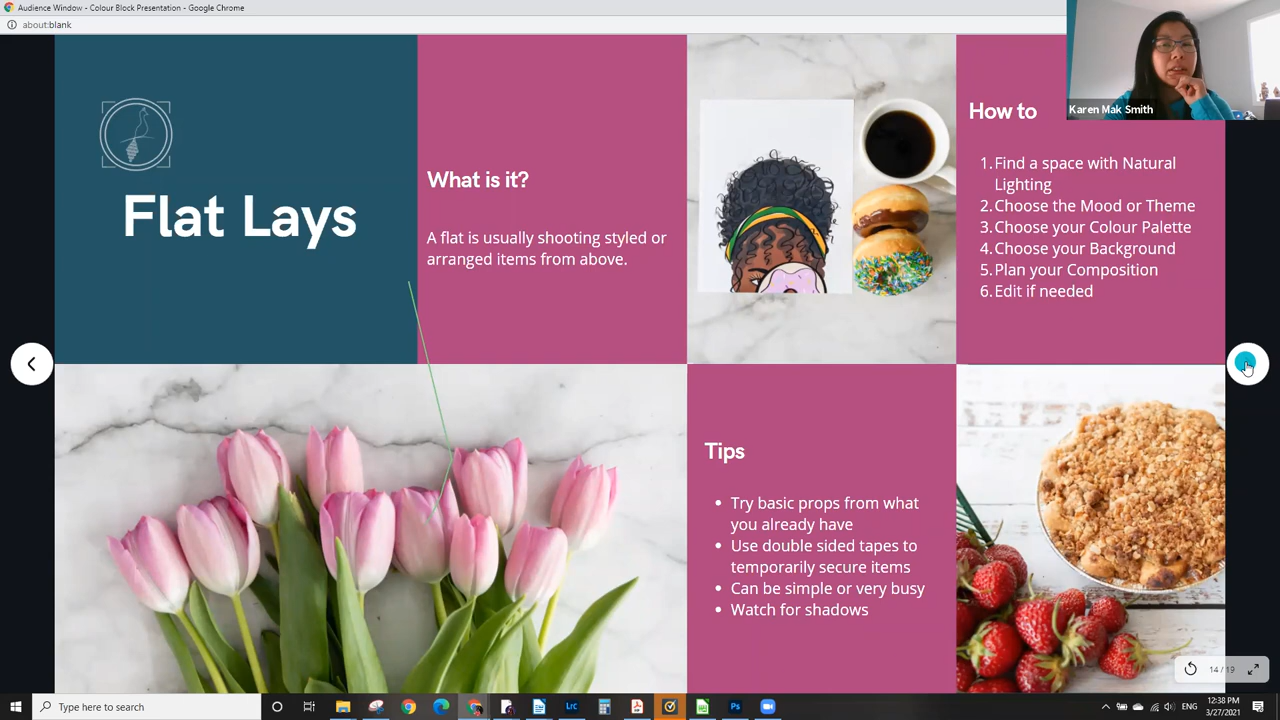 Audience Window - Colour Block Presentation - Google Chrome
about:blank
Karen Mak Smith
Flat Lays
What is it?
A flat is usually shooting styled or
arranged items from above.
How to
1. Find a space with Natural
Lighting
2. Choose the Mood or Theme
3. Choose your Colour Palette
4. Choose your Background
5. Plan your Composition
6. Edit if needed
Tips
• Try basic props from what
you already have
• Use double sided tapes to
temporarily secure items
• Can be simple or very busy
• Watch for shadows
14 / 19
Type here to search
Lrc
Ps
ENG
12:38 PM
3/27/2021